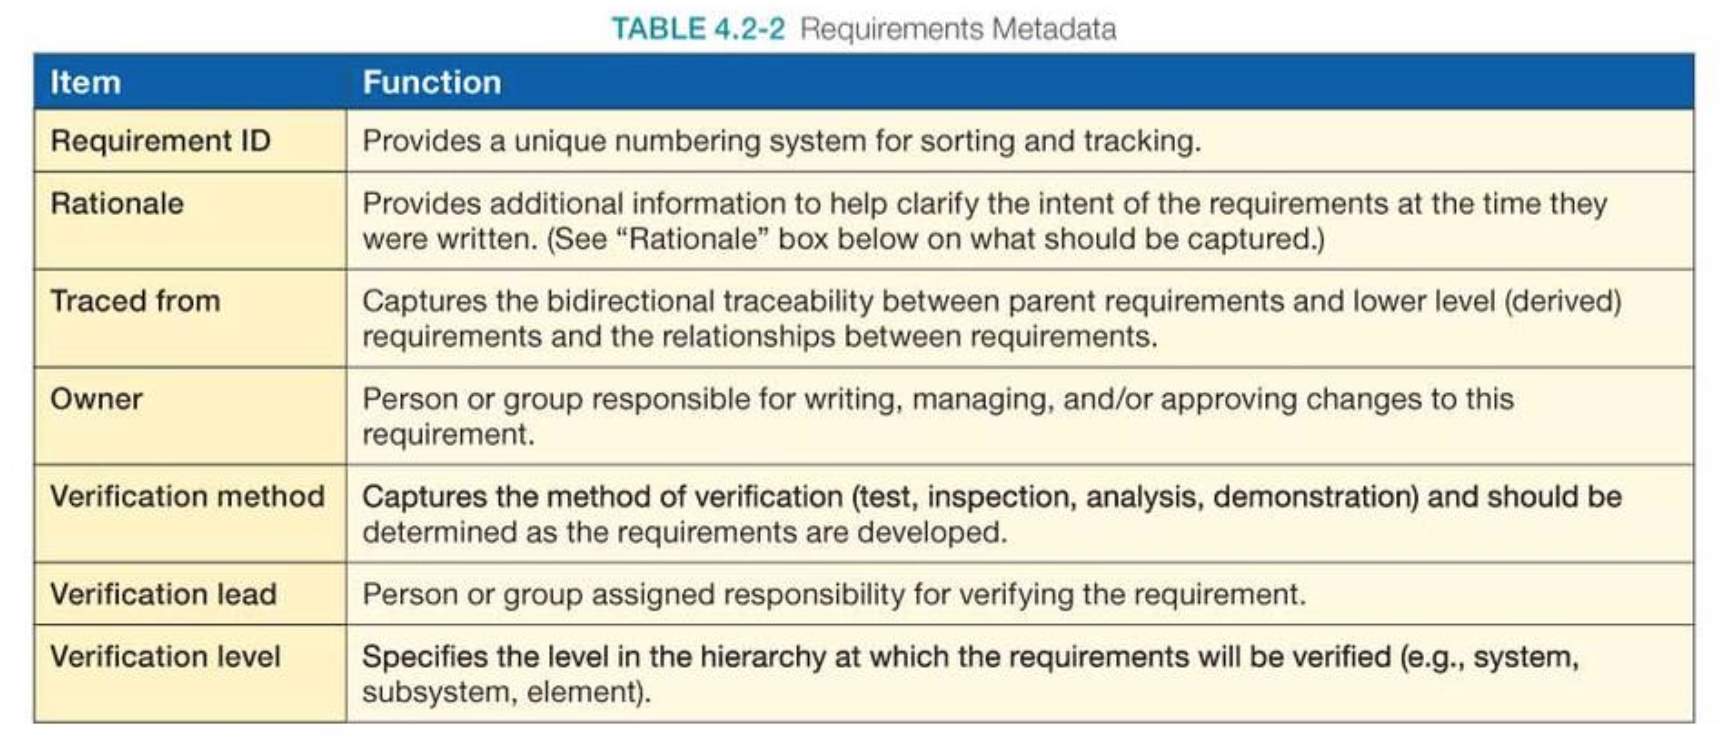 TABLE 4.2-2 Requirements Metadata
Item Function
Requirement ID Provides a unique numbering system for sorting and tracking.
Rationale Provides additional information to help clarify the intent of the requirements at the time they
were written. (See “Rationale” box below on what should be captured.)
Traced from Captures the bidirectional traceability between parent requirements and lower level (derived)
requirements and the relationships between requirements.
Owner Person or group responsible for writing, managing, and/or approving changes to this
requirement.
Verification method Captures the method of verification (test, inspection, analysis, demonstration) and should be
determined as the requirements are developed.
Verification lead Person or group assigned responsibility for verifying the requirement.
Verification level Specifies the level in the hierarchy at which the requirements will be verified (e.g., system,
subsystem, element).